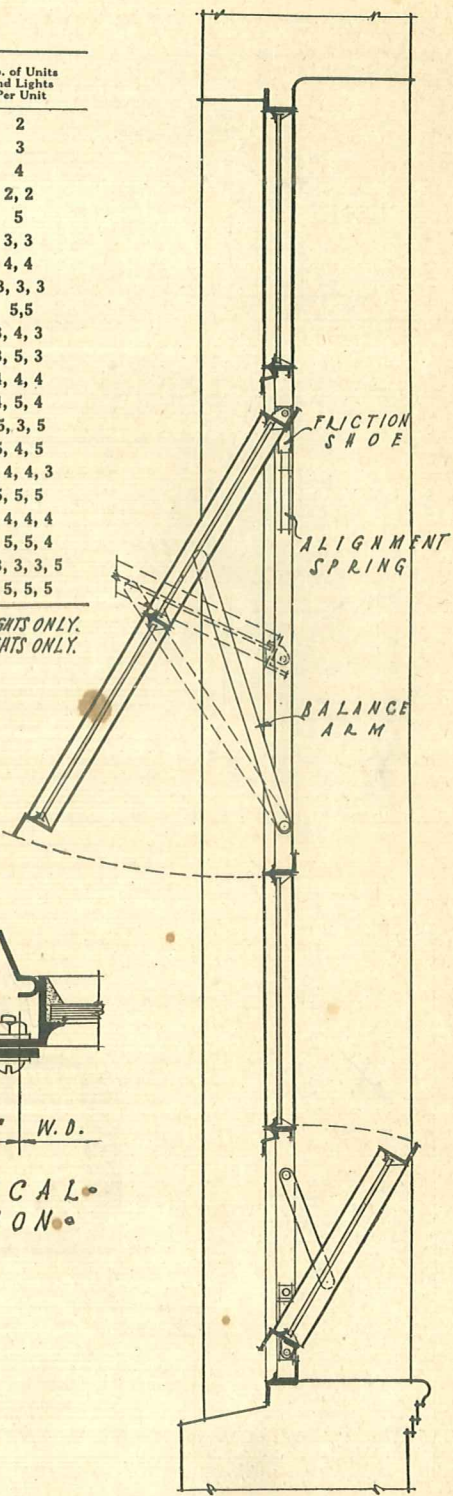 of Units
nd Lights
Per Unit
2
3
4
2, 2
5
3, 3
4, 4
3, 3, 3
5,5
3, 4, 3
3, 5, 3
4, 4, 4
4, 5, 4
5, 3, 5
5, 4, 5
4, 4, 3
5, 5, 5
4, 4, 4
5, 5, 4
3, 3, 3, 5
5, 5, 5
GHTS ONLY.
GHTS ONLY.
FRICTION
SHOE
ALIGNMENT
SPRING
BALANCE
ARM
W. D.
CAL
ON